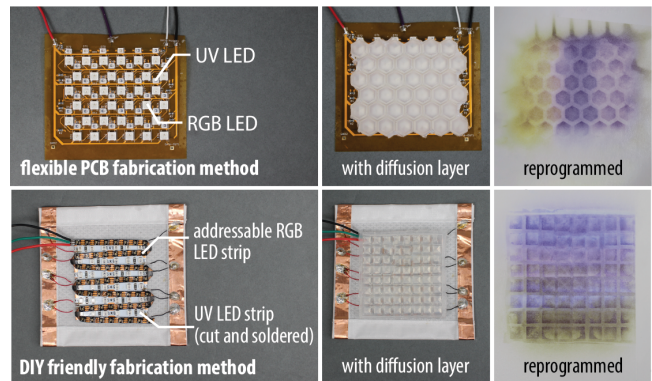 UV LED
RGB LED
flexible PCB fabrication method
with diffusion layer
reprogrammed
addressable RGB
LED strip
UV LED strip
(cut and soldered)
DIY friendly fabrication method
with diffusion layer
reprogrammed